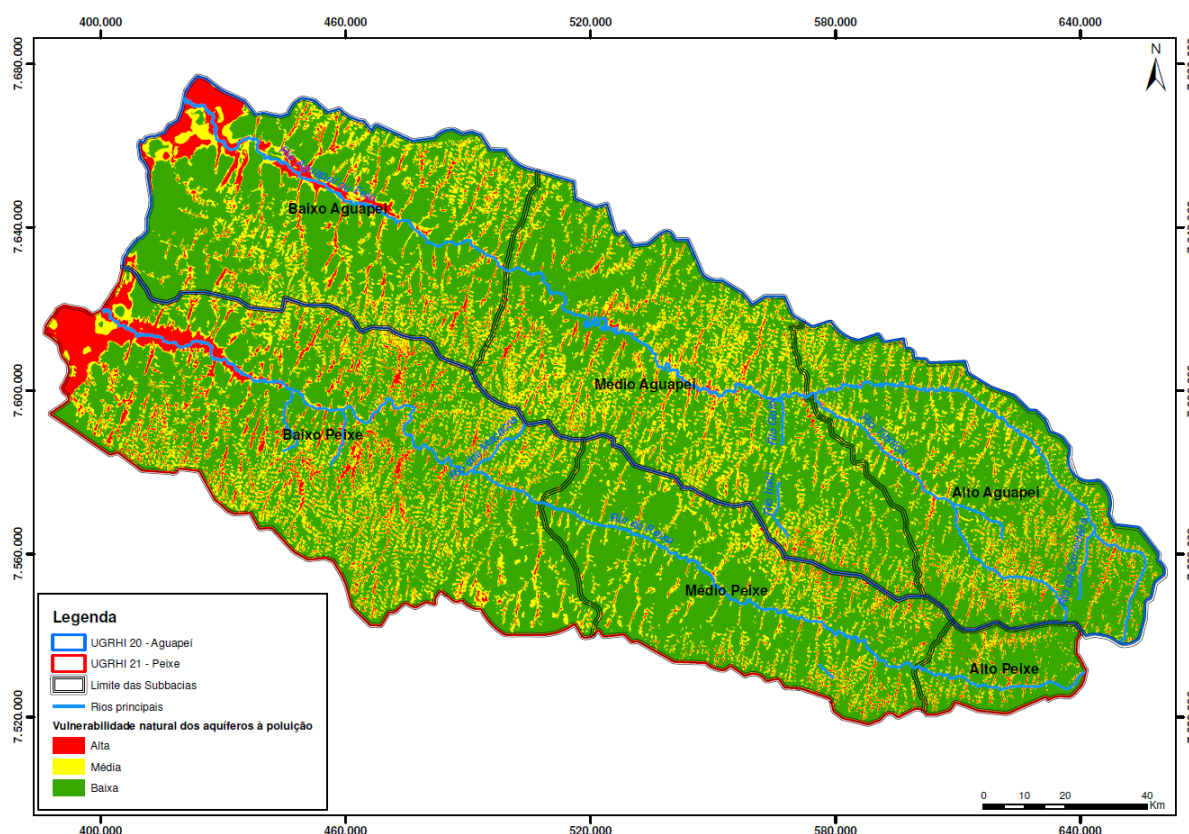 400.000 460.000 520.000 580.000 640.000
7.680.000
7.640.000
7.600.000
7.560.000
7.520.000
N
Baixo Aguapeí
Médio Aguapeí
Baixo Peixe
Alto Aguapeí
Médio Peixe
Alto Peixe
Legenda
UGRHI 20 - Aguapeí
UGRHI 21 - Peixe
Limite das Subbacias
Rios principais
Vulnerabilidade natural dos aquíferos à poluição
Alta
Média
Baixa
0 10 20 40
Km
400.000 460.000 520.000 580.000 640.000